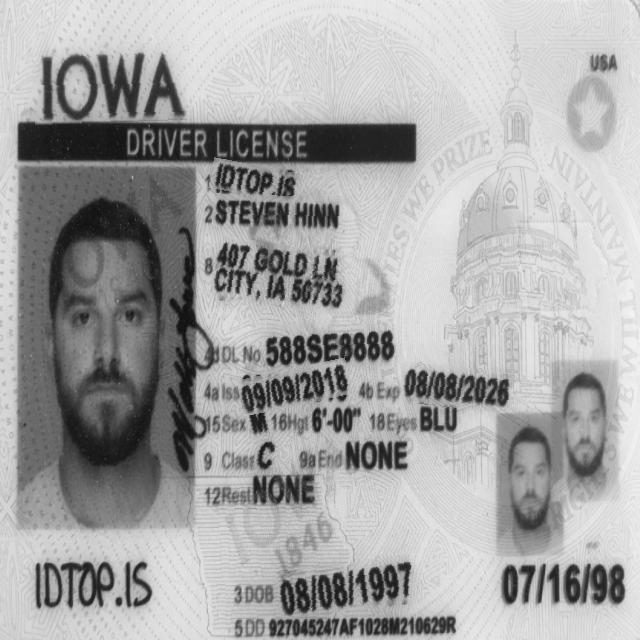 IOWA
USA
DRIVER LICENSE
1 IDTOP.IS
2 STEVEN HINN
8 407 GOLD LN
CITY, IA 50733
4d DL No 588SE8888
4a Iss 09/09/2018 4b Exp 08/08/2026
15 Sex M 16 Hgt 6'-00" 18 Eyes BLU
9 Class C 9a End NONE
12 Rest NONE
1846
IDTOP.IS
3 DOB 08/08/1997
07/16/98
5 DD 927045247AF1028M210629R
WE PRIZE
MAINTAIN